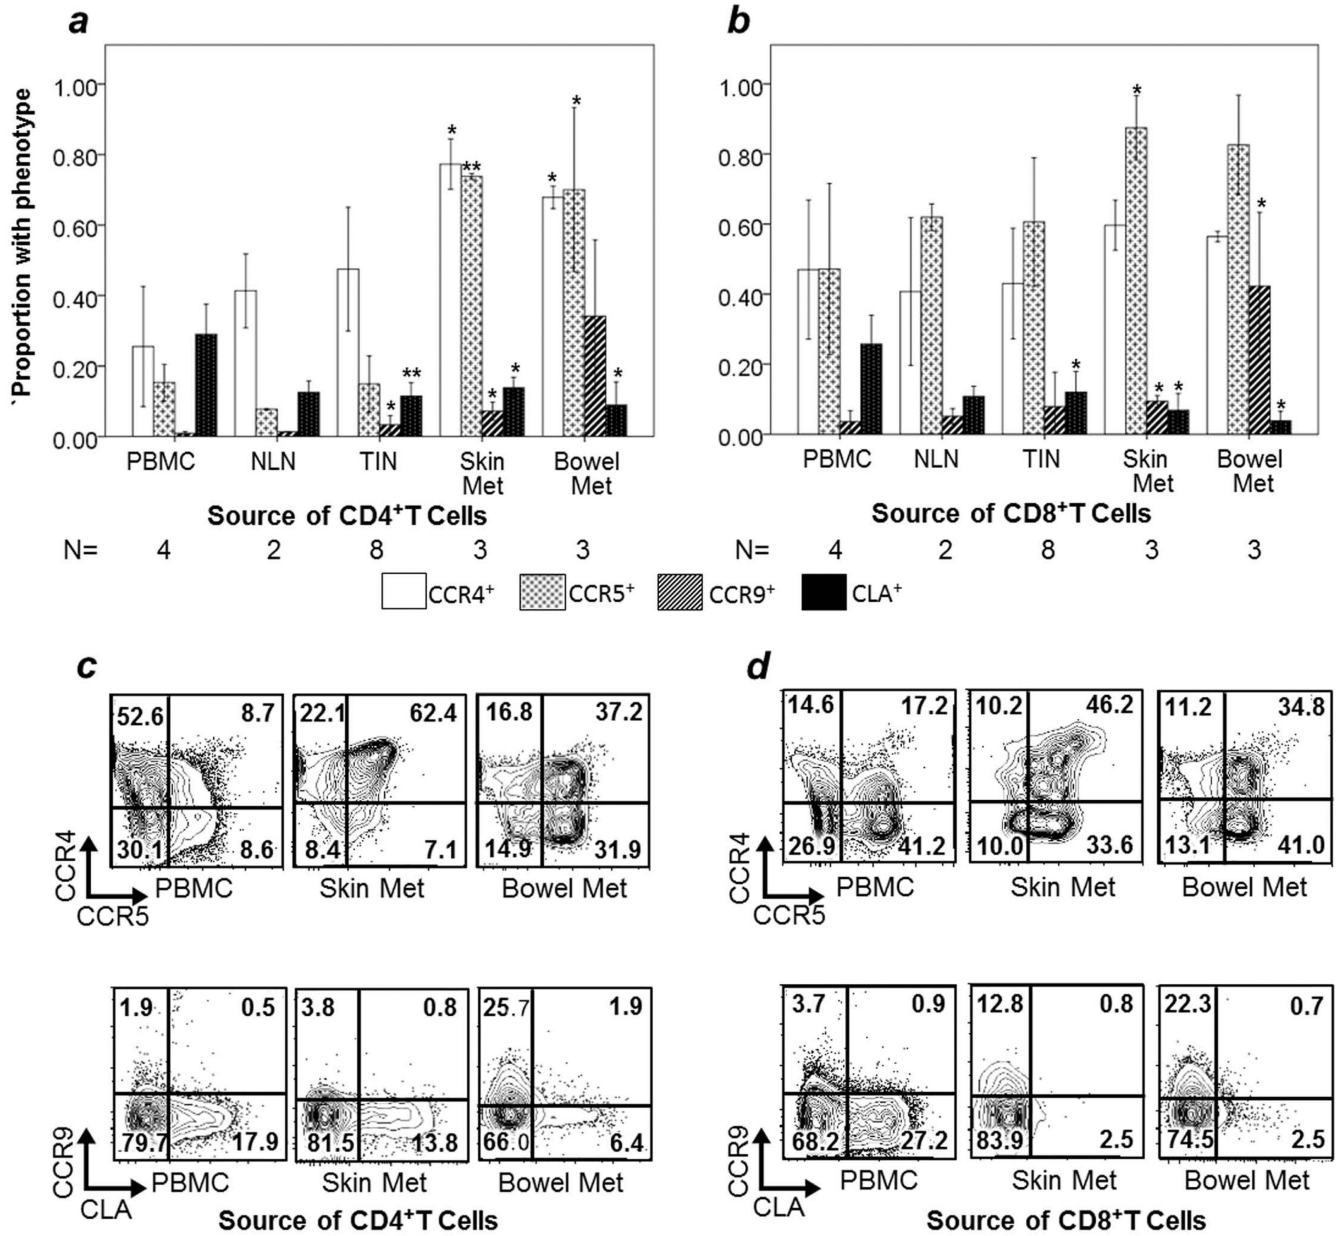 a
b
`Proportion with phenotype
1.00
0.80
0.60
0.40
0.20
0.00
* ** * *
* **
* * *
*
PBMC NLN TIN Skin Met Bowel Met
Source of CD4+T Cells
N= 4 2 8 3 3
1.00
0.80
0.60
0.40
0.20
0.00
* *
* * * *
PBMC NLN TIN Skin Met Bowel Met
Source of CD8+T Cells
N= 4 2 8 3 3
CCR4+ CCR5+ CCR9+ CLA+
c
52.6 8.7
30.1 8.6
22.1 62.4
8.4 7.1
16.8 37.2
14.9 31.9
CCR4
CCR5
PBMC Skin Met Bowel Met
1.9 0.5
79.7 17.9
3.8 0.8
81.5 13.8
25.7 1.9
66.0 6.4
CCR9
CLA
PBMC Skin Met Bowel Met
Source of CD4+T Cells
d
14.6 17.2
26.9 41.2
10.2 46.2
10.0 33.6
11.2 34.8
13.1 41.0
CCR4
CCR5
PBMC Skin Met Bowel Met
3.7 0.9
68.2 27.2
12.8 0.8
83.9 2.5
22.3 0.7
74.5 2.5
CCR9
CLA
PBMC Skin Met Bowel Met
Source of CD8+T Cells